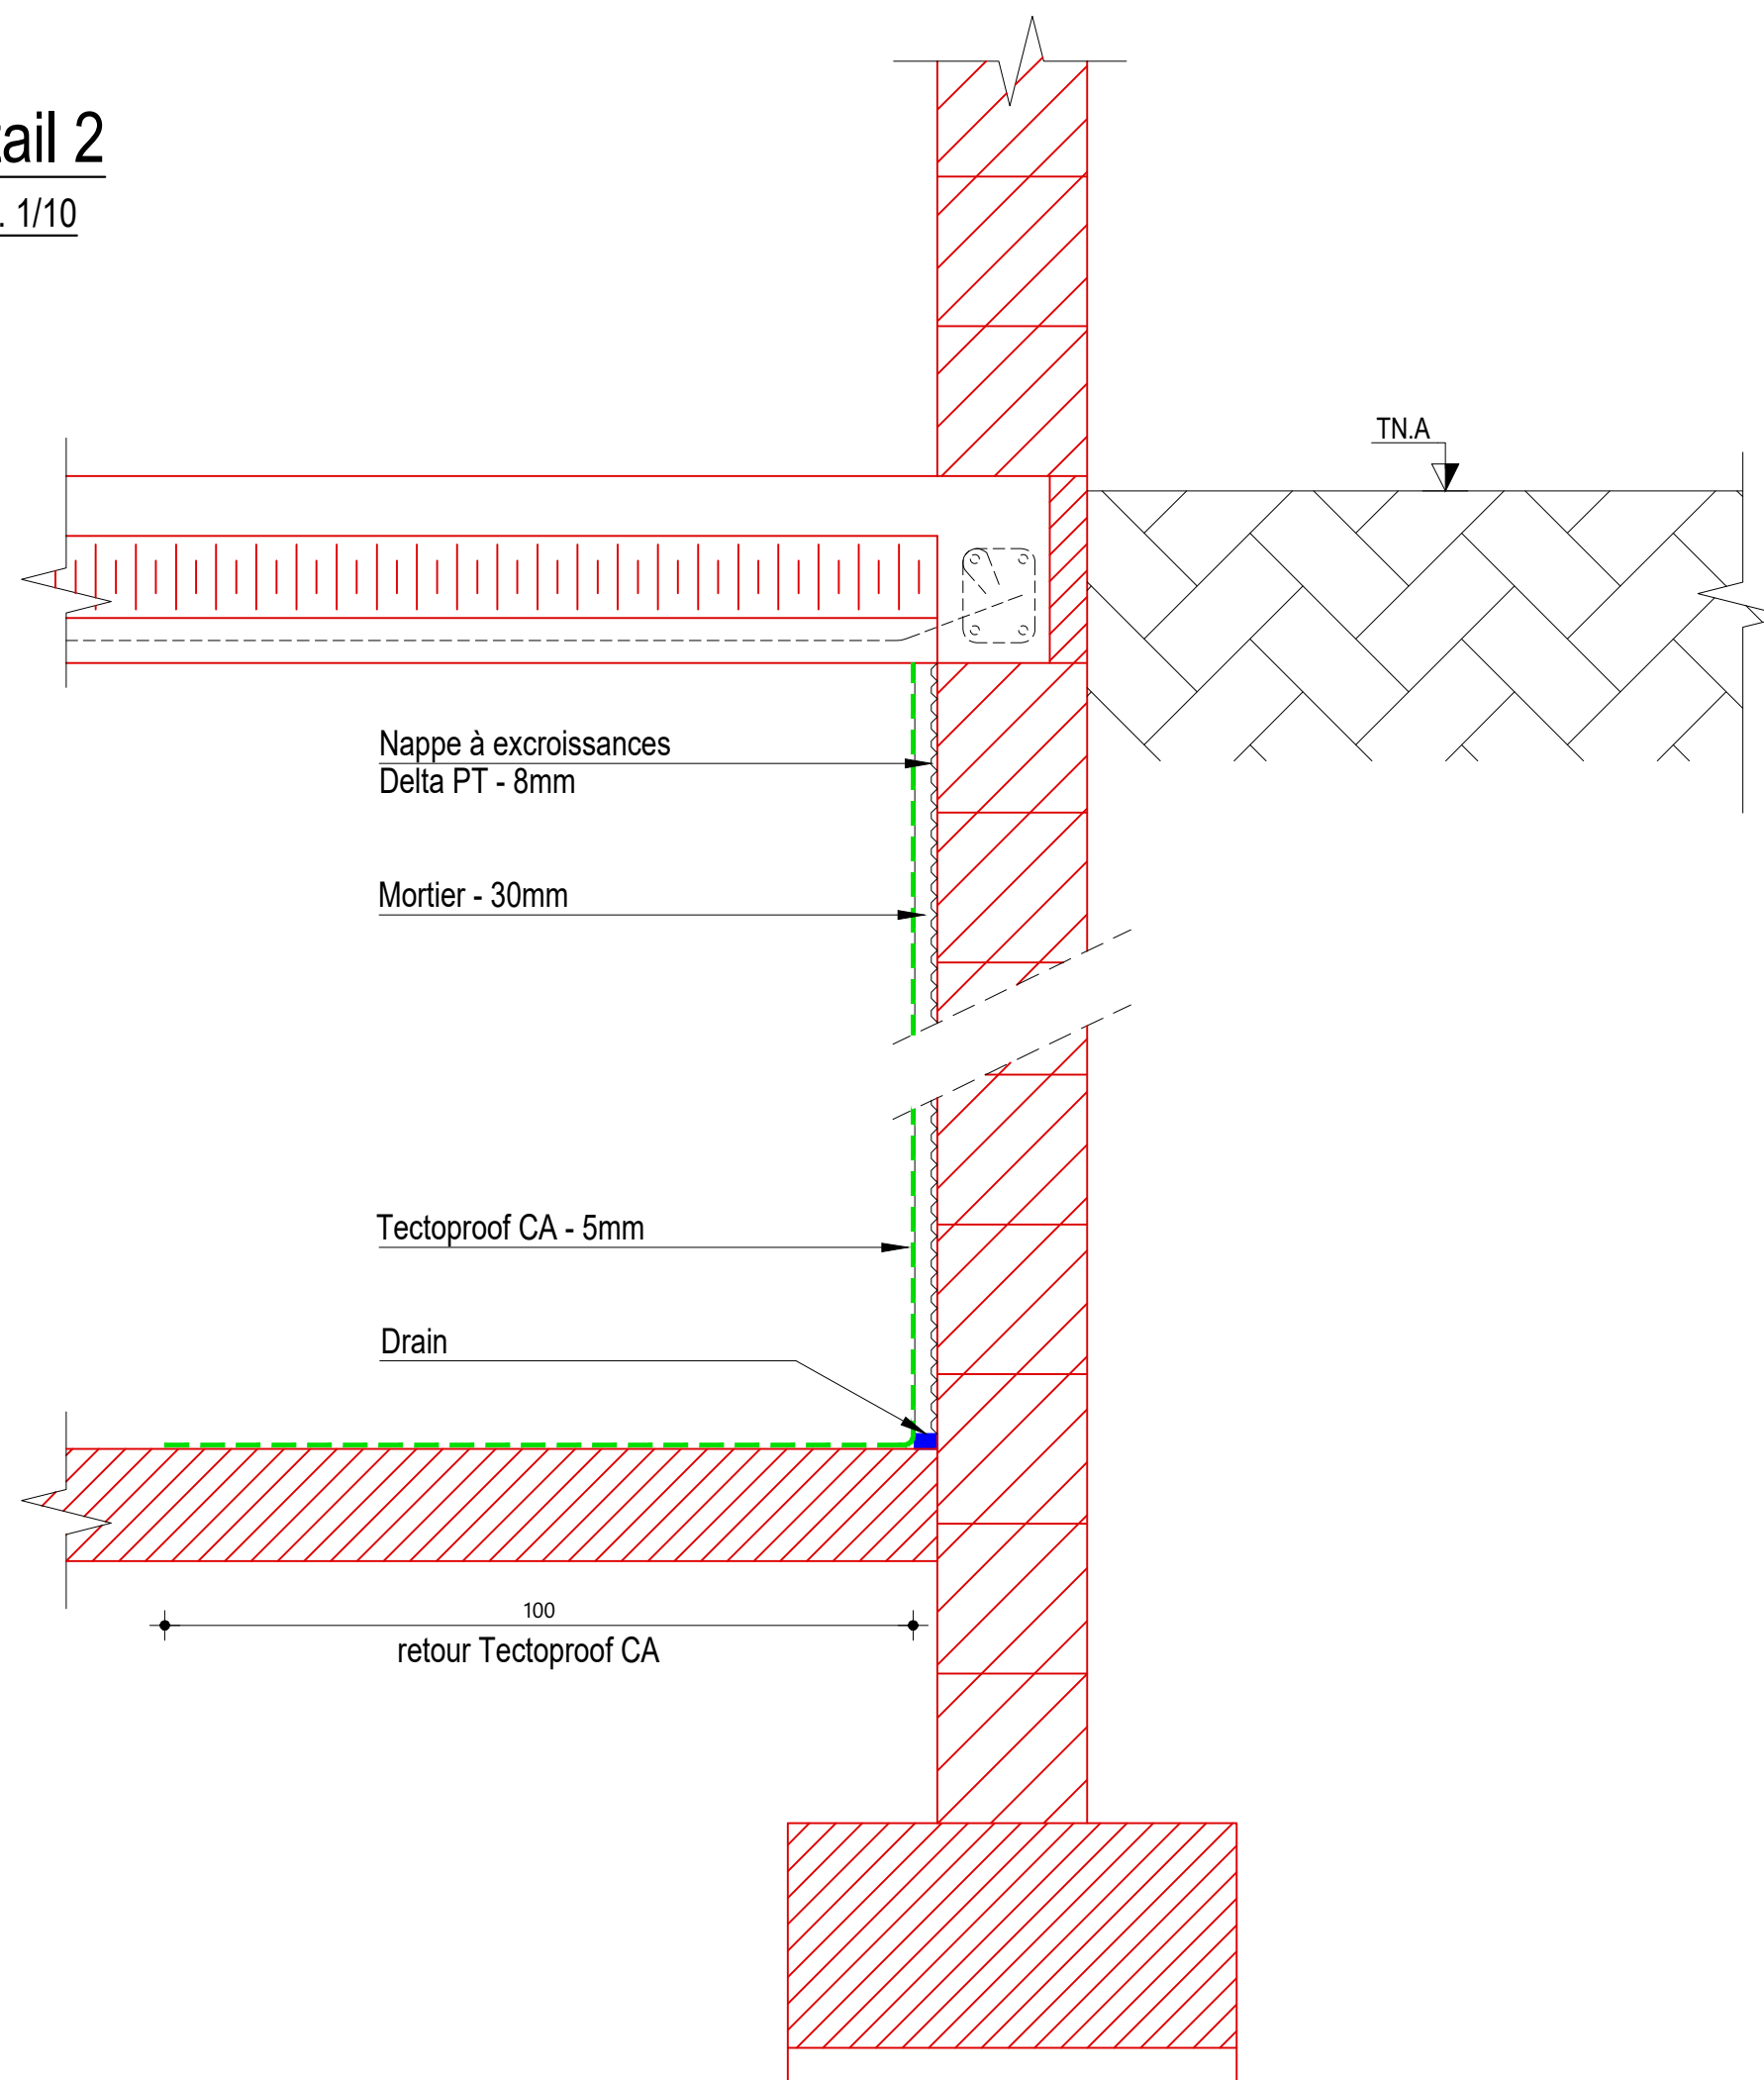 tail 2
. 1/10
TN.A
Nappe à excroissances
Delta PT - 8mm
Mortier - 30mm
Tectoproof CA - 5mm
Drain
100
retour Tectoproof CA